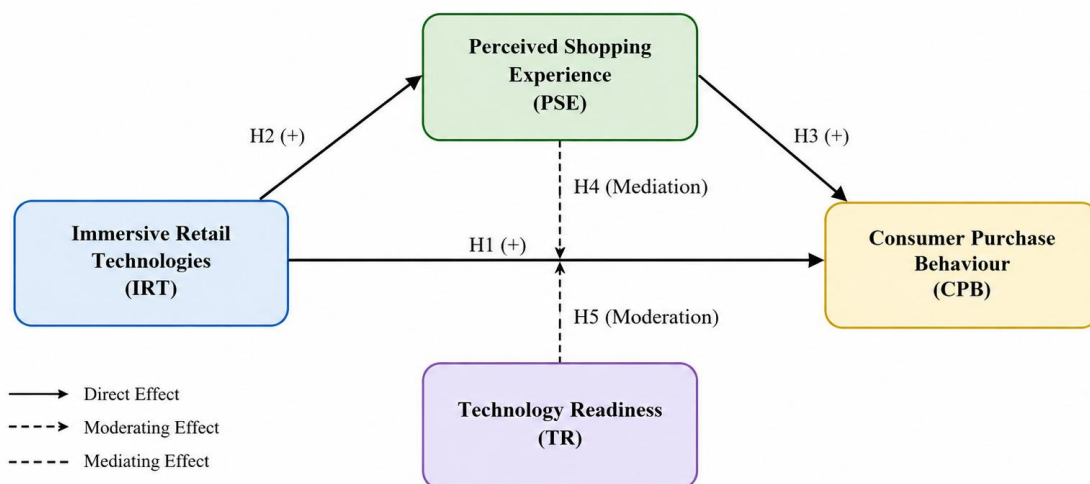 Perceived Shopping
Experience
(PSE)
H2 (+)
H3 (+)
H4 (Mediation)
Immersive Retail
Technologies
(IRT)
H1 (+)
Consumer Purchase
Behaviour
(CPB)
H5 (Moderation)
Technology Readiness
(TR)
Direct Effect
Moderating Effect
Mediating Effect